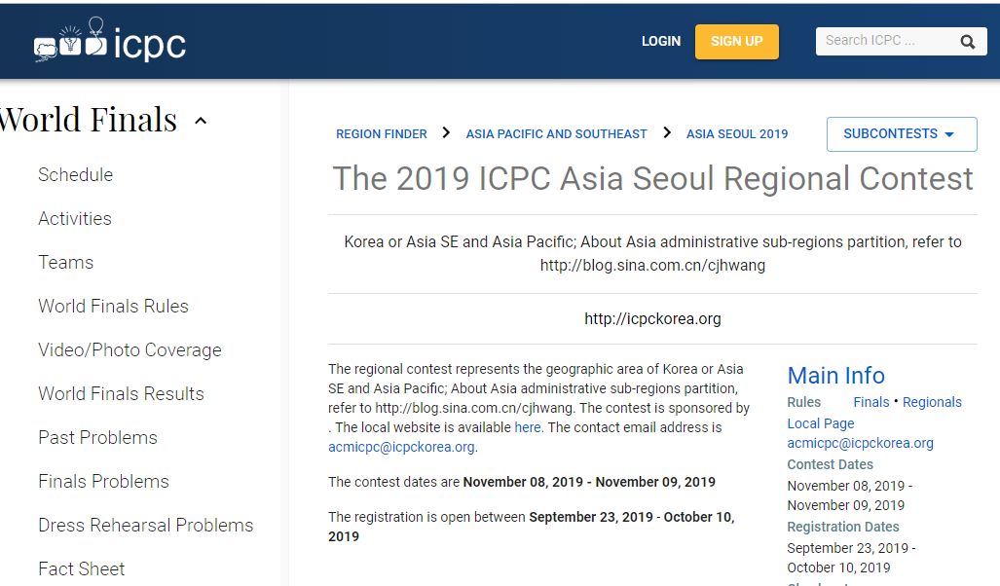 icpc
LOGIN
SIGN UP
Search ICPC ...
World Finals
Schedule
Activities
Teams
World Finals Rules
Video/Photo Coverage
World Finals Results
Past Problems
Finals Problems
Dress Rehearsal Problems
Fact Sheet
REGION FINDER
ASIA PACIFIC AND SOUTHEAST
ASIA SEOUL 2019
SUBCONTESTS
The 2019 ICPC Asia Seoul Regional Contest
Korea or Asia SE and Asia Pacific; About Asia administrative sub-regions partition, refer to
http://blog.sina.com.cn/cjhwang
http://icpckorea.org
The regional contest represents the geographic area of Korea or Asia
SE and Asia Pacific; About Asia administrative sub-regions partition,
refer to http://blog.sina.com.cn/cjhwang. The contest is sponsored by
. The local website is available here. The contact email address is
acmicpc@icpckorea.org.
The contest dates are November 08, 2019 - November 09, 2019
The registration is open between September 23, 2019 - October 10,
2019
Main Info
Rules Finals • Regionals
Local Page
acmicpc@icpckorea.org
Contest Dates
November 08, 2019 -
November 09, 2019
Registration Dates
September 23, 2019 -
October 10, 2019